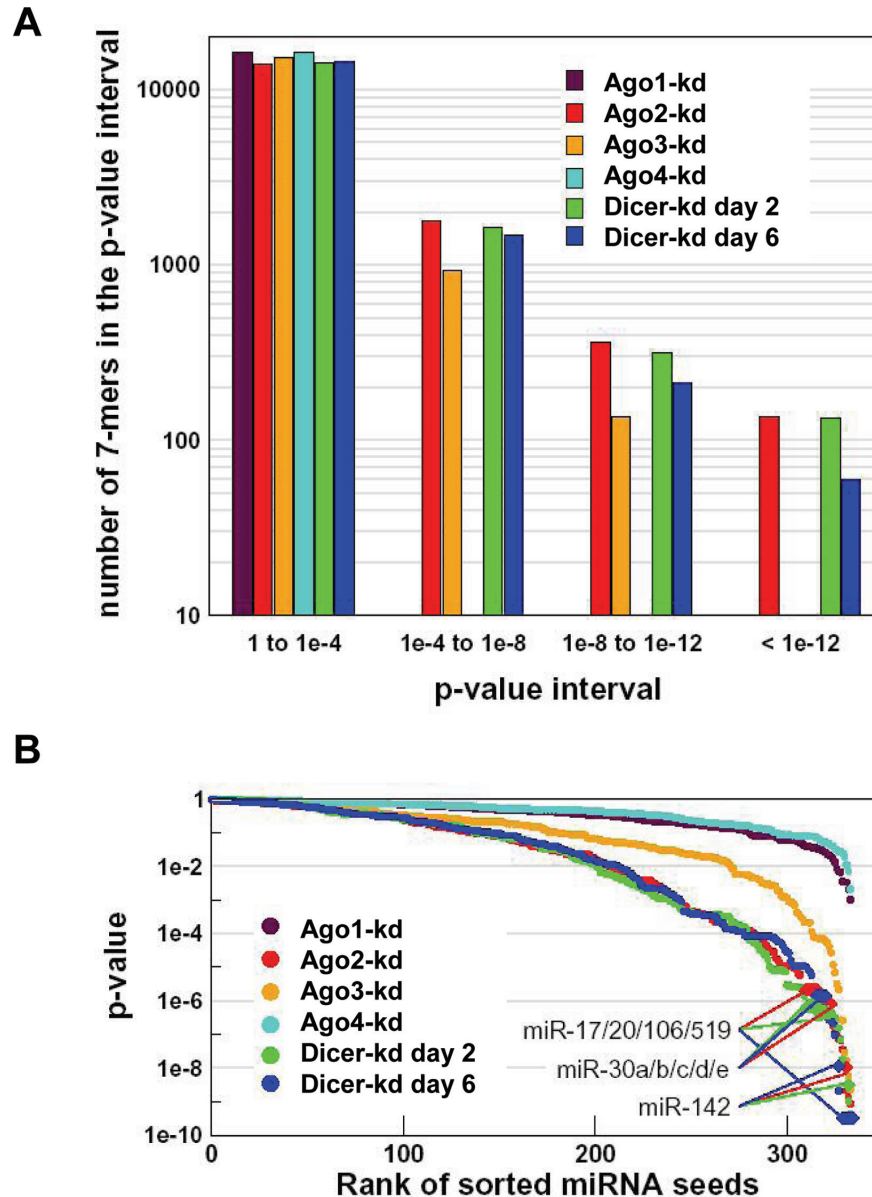 A
number of 7-mers in the p-value interval
10000
1000
100
10
Ago1-kd
Ago2-kd
Ago3-kd
Ago4-kd
Dicer-kd day 2
Dicer-kd day 6
1 to 1e-4
1e-4 to 1e-8
1e-8 to 1e-12
< 1e-12
p-value interval
B
p-value
1
1e-2
1e-4
1e-6
1e-8
1e-10
Ago1-kd
Ago2-kd
Ago3-kd
Ago4-kd
Dicer-kd day 2
Dicer-kd day 6
miR-17/20/106/519
miR-30a/b/c/d/e
miR-142
0
100
200
300
Rank of sorted miRNA seeds